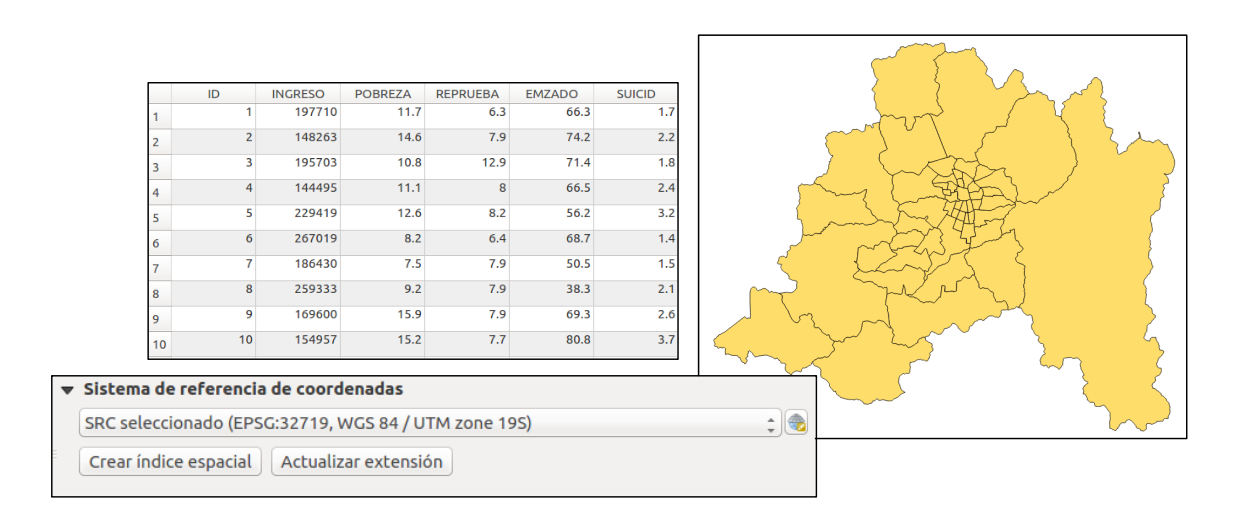 ID INGRESO POBREZA REPRUEBA EMZADO SUICID
1 1 197710 11.7 6.3 66.3 1.7
2 2 148263 14.6 7.9 74.2 2.2
3 3 195703 10.8 12.9 71.4 1.8
4 4 144495 11.1 8 66.5 2.4
5 5 229419 12.6 8.2 56.2 3.2
6 6 267019 8.2 6.4 68.7 1.4
7 7 186430 7.5 7.9 50.5 1.5
8 8 259333 9.2 7.9 38.3 2.1
9 9 169600 15.9 7.9 69.3 2.6
10 10 154957 15.2 7.7 80.8 3.7
Sistema de referencia de coordenadas
SRC seleccionado (EPSG:32719, WGS 84 / UTM zone 19S)
Crear índice espacial Actualizar extensión